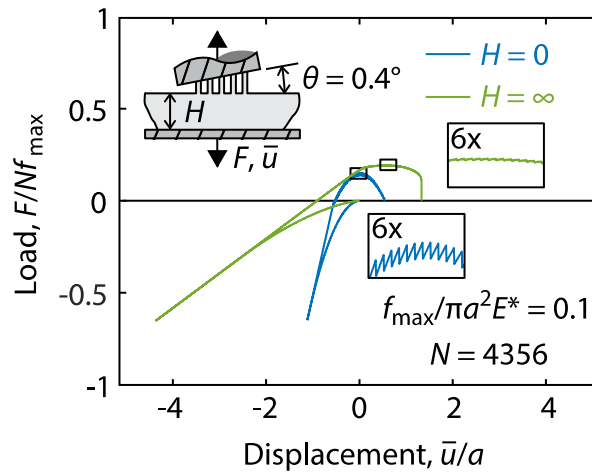 1
H = 0
θ = 0.4°
H = ∞
0.5
H
6x
F, ū
0
6x
-0.5
f_max/πa²E* = 0.1
N = 4356
-1
-4
-2
0
2
4
Load, F/Nf_max
Displacement, ū/a